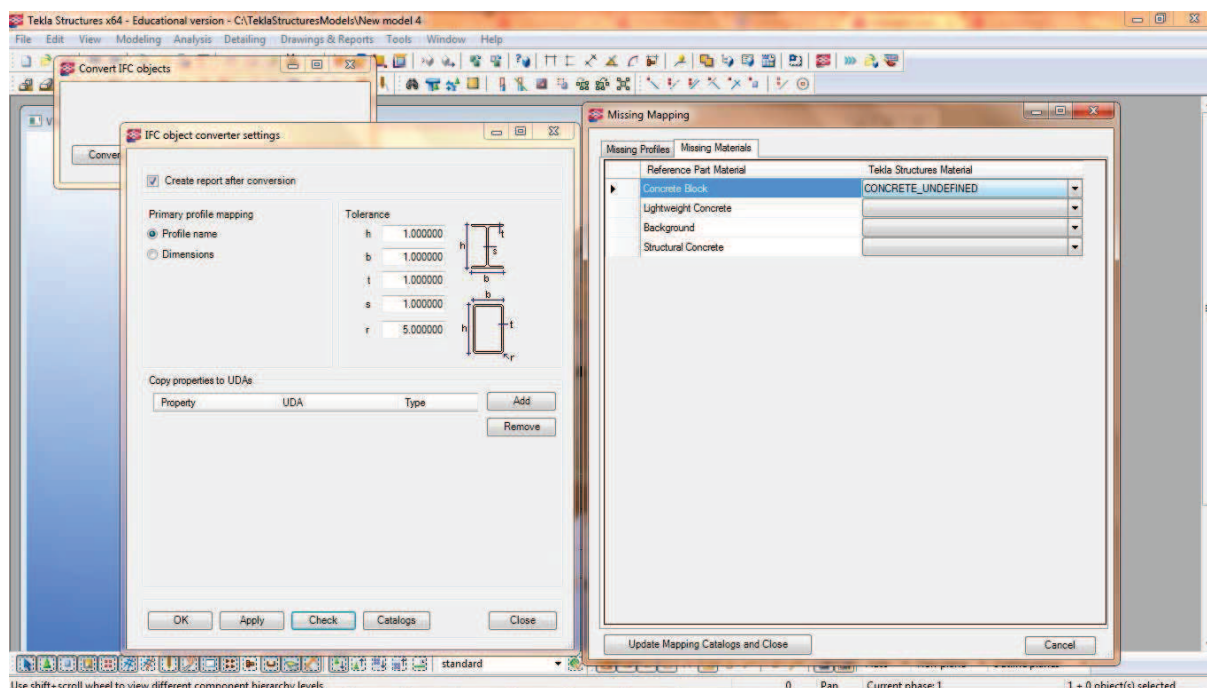 Tekla Structures x64 - Educational version - C:\TeklaStructuresModels\New model 4
File Edit View Modeling Analysis Detailing Drawings & Reports Tools Window Help
Convert IFC objects
IFC object converter settings
Create report after conversion
Primary profile mapping
Profile name
Dimensions
Tolerance
h 1.000000
b 1.000000
t 1.000000
s 1.000000
r 5.000000
h
t
s
b
b
h
t
r
Copy properties to UDAs
Property UDA Type
Add
Remove
OK Apply Check Catalogs Close
Missing Mapping
Missing Profiles Missing Materials
Reference Part Material Tekla Structures Material
Concrete Block CONCRETE_UNDEFINED
Lightweight Concrete
Background
Structural Concrete
Update Mapping Catalogs and Close Cancel
standard
Use shift+scroll wheel to view different component hierarchy levels
0 Pan Current phase: 1 1 + 0 object(s) selected